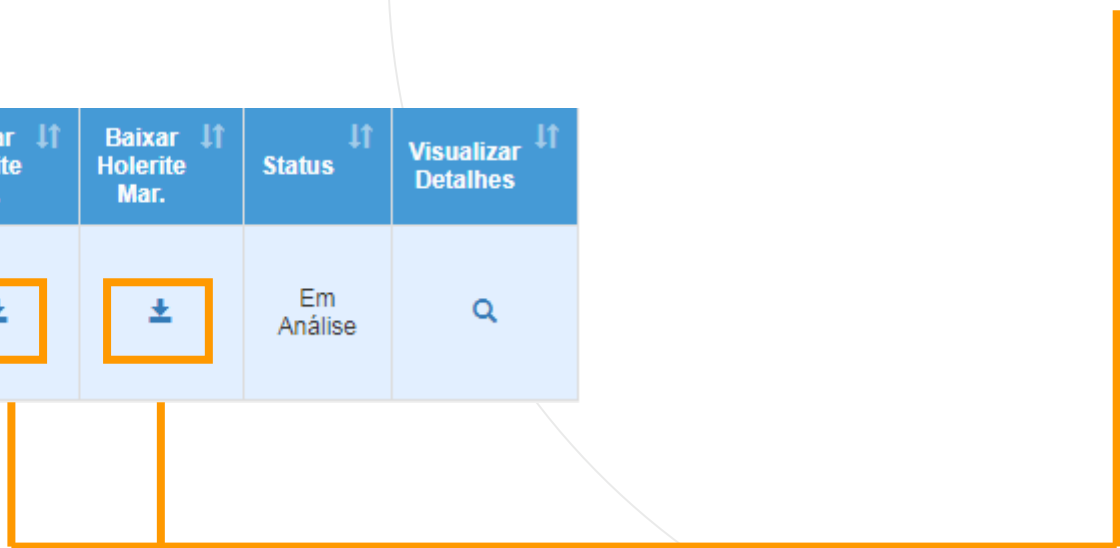 Baixar
Holerite
Mar.
Status
Visualizar
Detalhes
Em
Análise